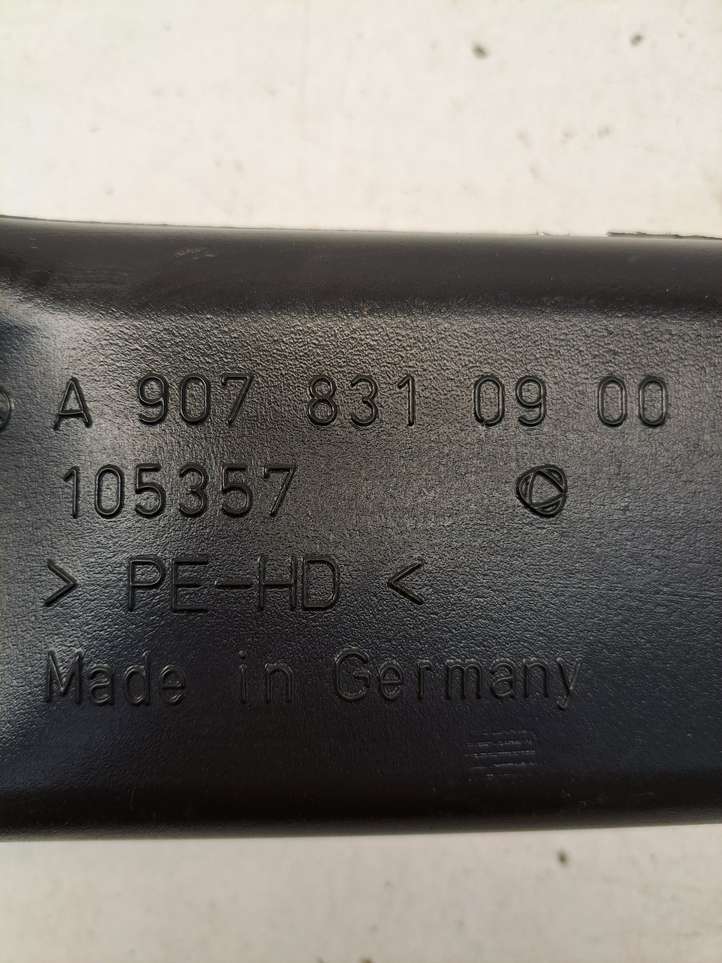 A 907 831 09 00
105357
> PE-HD <
Made in Germany